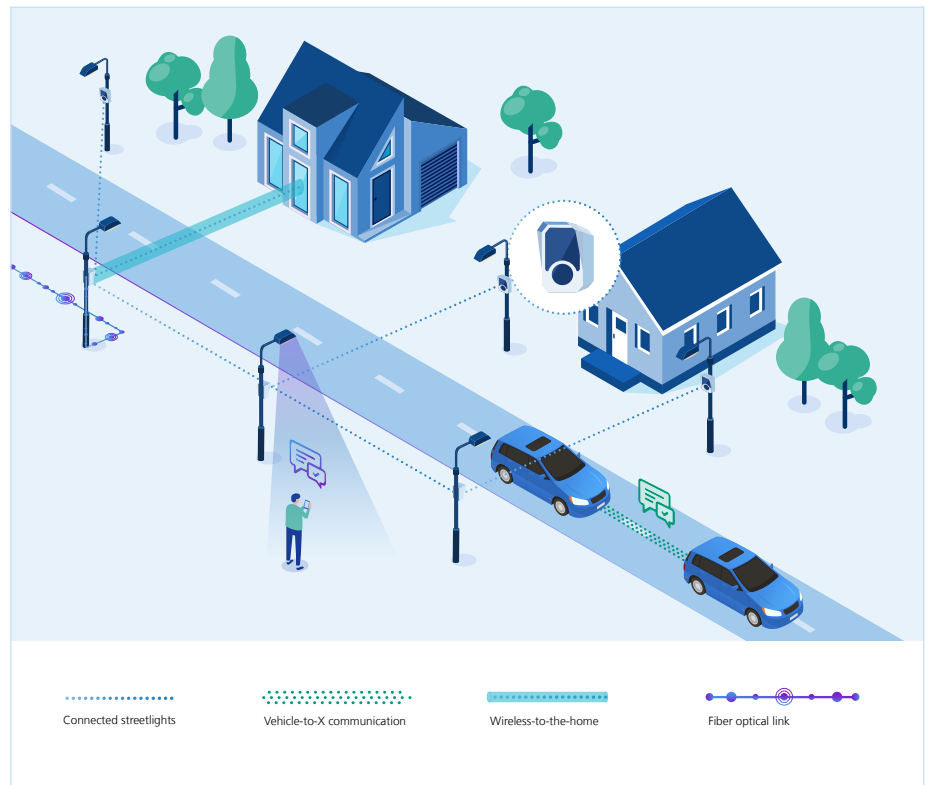 Connected streetlights
Vehicle-to-X communication
Wireless-to-the-home
Fiber optical link